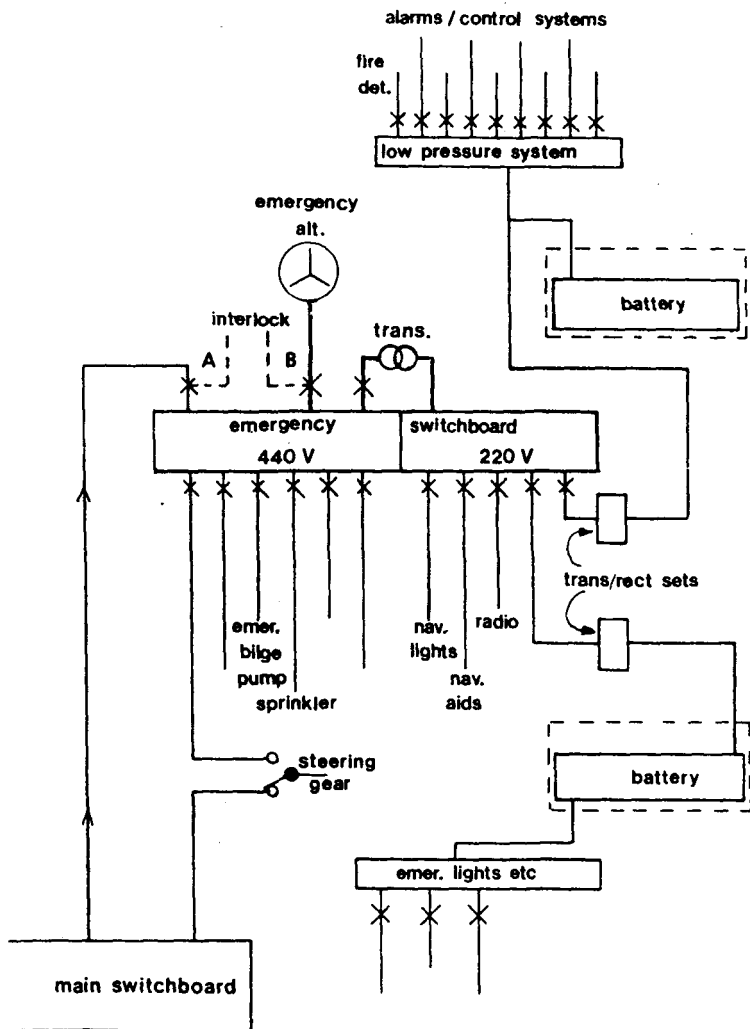 alarms / control systems
fire
det.
low pressure system
emergency
alt.
battery
interlock
trans.
A
B
emergency
switchboard
440 V
220 V
trans/rect sets
emer.
bilge
pump
sprinkler
nav.
lights
radio
nav.
aids
steering
gear
battery
emer. lights etc
main switchboard